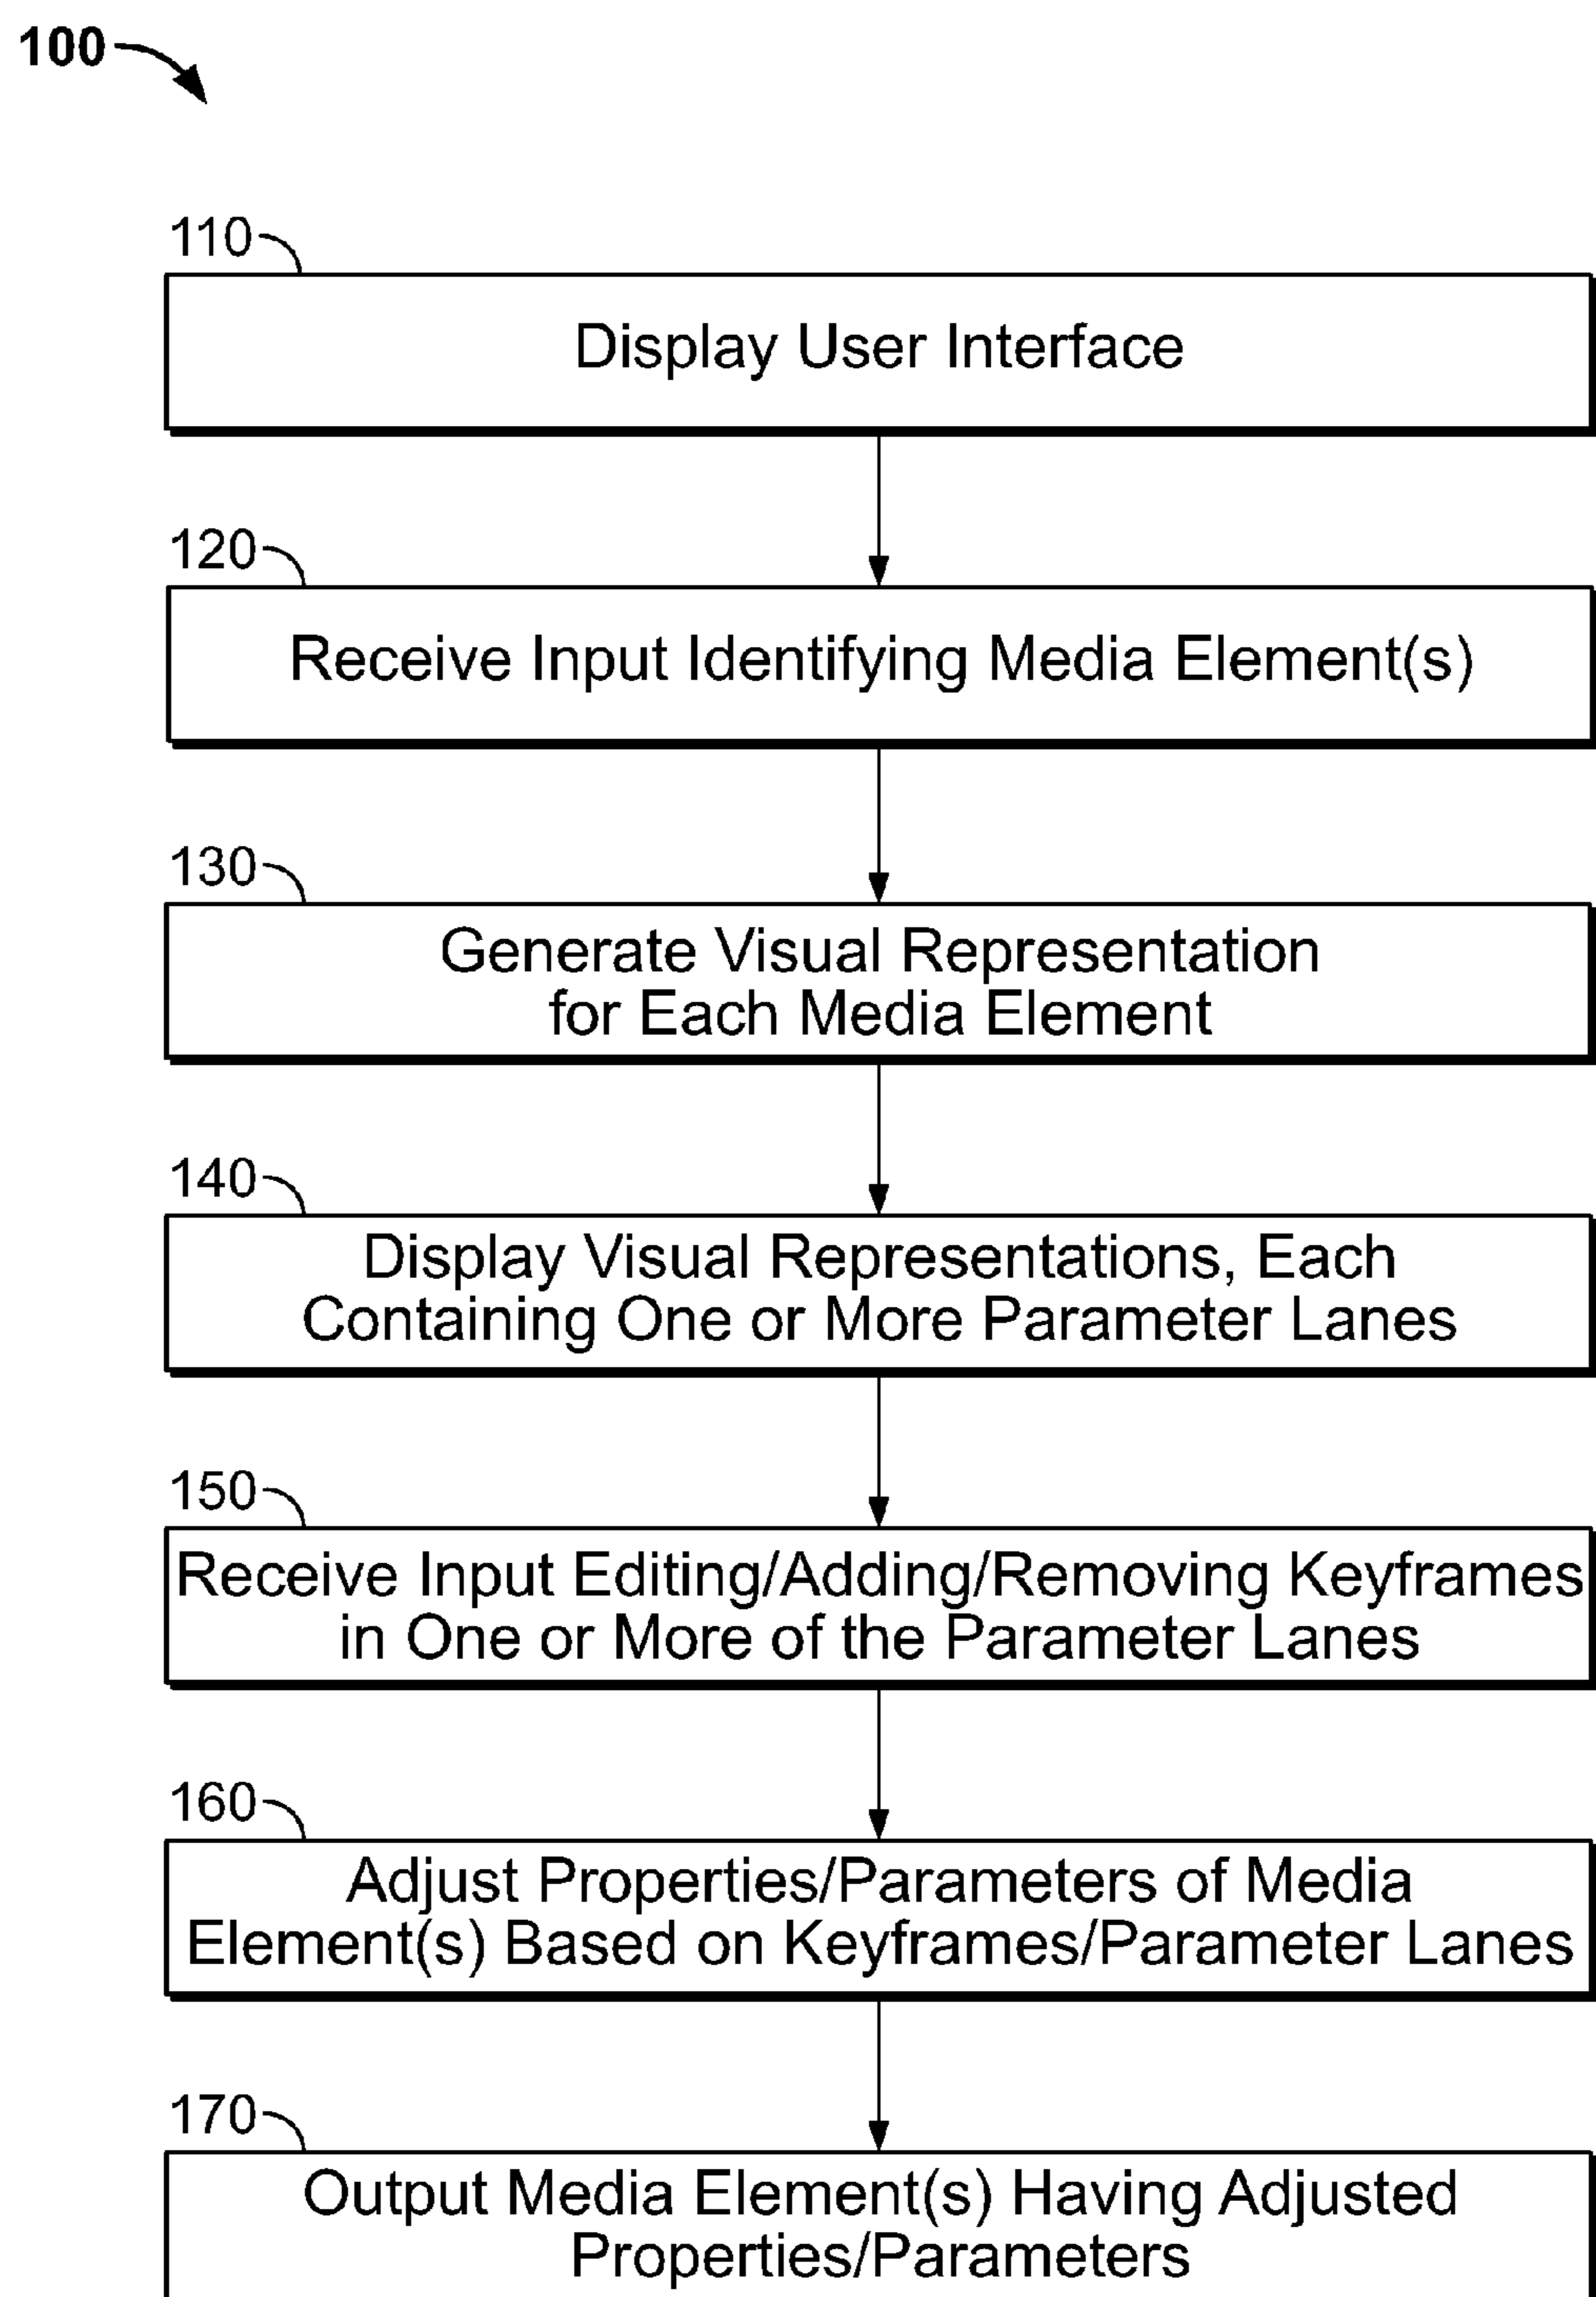 100
110
Display User Interface
120
Receive Input Identifying Media Element(s)
130
Generate Visual Representation
for Each Media Element
140
Display Visual Representations, Each
Containing One or More Parameter Lanes
150
Receive Input Editing/Adding/Removing Keyframes
in One or More of the Parameter Lanes
160
Adjust Properties/Parameters of Media
Element(s) Based on Keyframes/Parameter Lanes
170
Output Media Element(s) Having Adjusted
Properties/Parameters